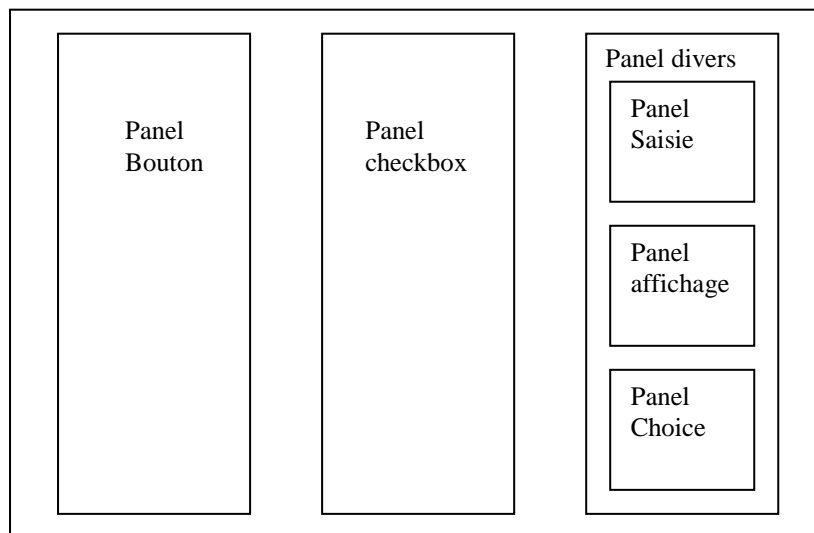 Panel
Bouton
Panel
checkbox
Panel divers
Panel
Saisie
Panel
affichage
Panel
Choice